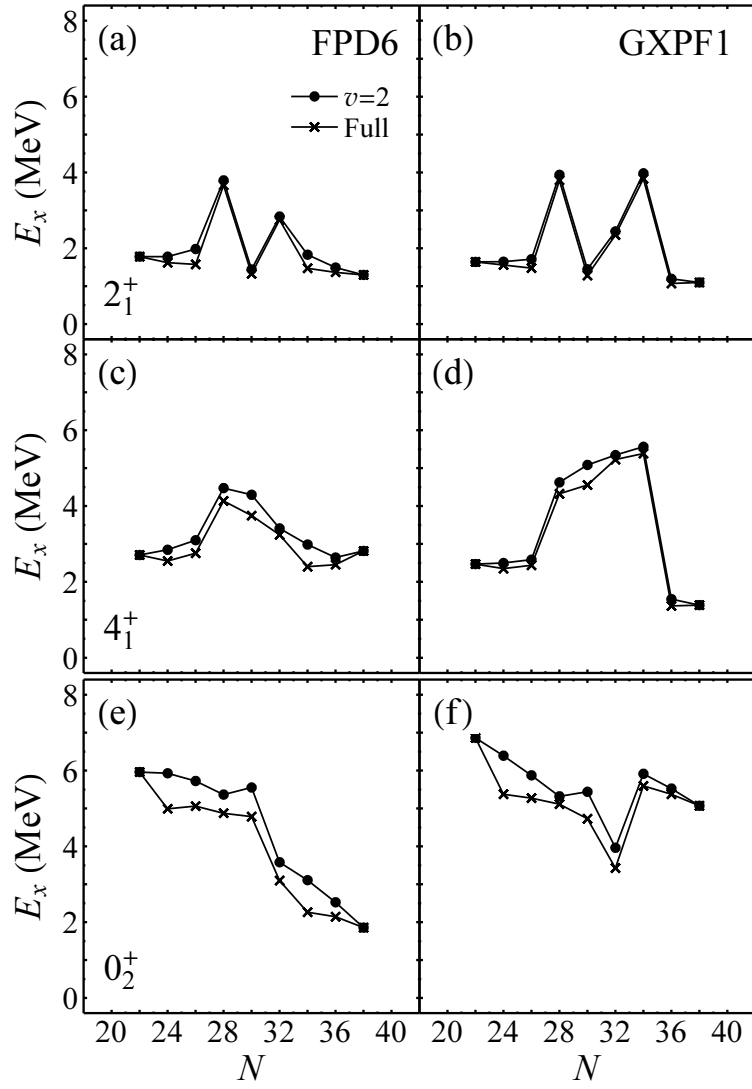 (a) FPD6
(b) GXPF1
v=2
Full
8
6
4
2
0
E_x (MeV)
2_1^+
(c)
(d)
8
6
4
2
0
E_x (MeV)
4_1^+
(e)
(f)
8
6
4
2
0
E_x (MeV)
0_2^+
20 24 28 32 36 40
20 24 28 32 36 40
N
N